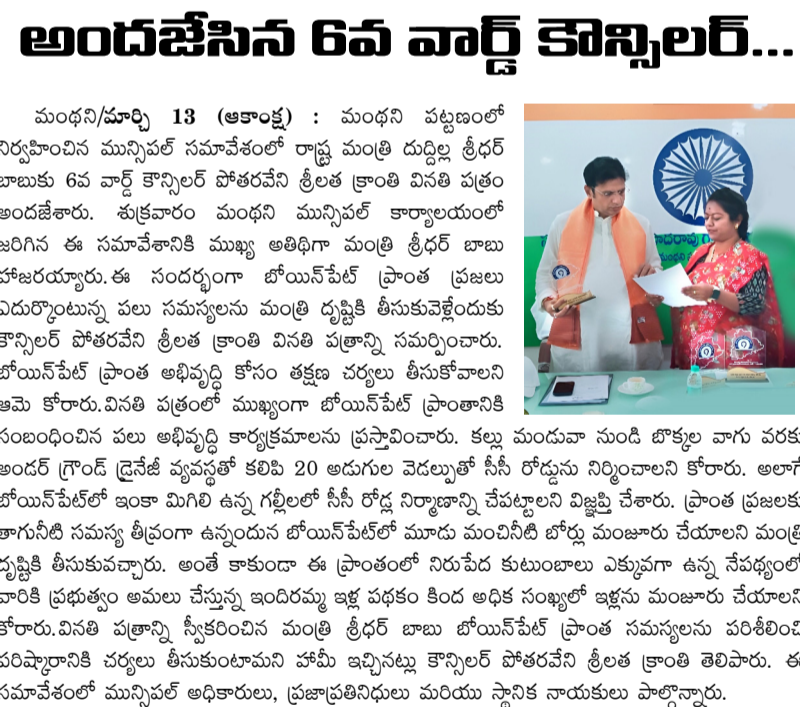 అందజేసిన 6వ వార్డ్ కౌన్సిలర్...
మంథని/మార్చి 13 (ఆకాంక్ష) : మంథని పట్టణంలో
నిర్వహించిన మున్సిపల్ సమావేశంలో రాష్ట్ర మంత్రి దుద్దిల్ల శ్రీధర్
బాబుకు 6వ వార్డ్ కౌన్సిలర్ పోతరవేని శ్రీలత క్రాంతి వినతి పత్రం
అందజేశారు. శుక్రవారం మంథని మున్సిపల్ కార్యాలయంలో
జరిగిన ఈ సమావేశానికి ముఖ్య అతిథిగా మంత్రి శ్రీధర్ బాబు
హాజరయ్యారు.ఈ సందర్భంగా బోయిన్‌పేట్ ప్రాంత ప్రజలు
ఎదుర్కొంటున్న పలు సమస్యలను మంత్రి దృష్టికి తీసుకువెళ్లేందుకు
కౌన్సిలర్ పోతరవేని శ్రీలత క్రాంతి వినతి పత్రాన్ని సమర్పించారు.
బోయిన్‌పేట్ ప్రాంత అభివృద్ధి కోసం తక్షణ చర్యలు తీసుకోవాలని
ఆమె కోరారు.వినతి పత్రంలో ముఖ్యంగా బోయిన్‌పేట్ ప్రాంతానికి
సంబంధించిన పలు అభివృద్ధి కార్యక్రమాలను ప్రస్తావించారు. కల్లు మండువా నుండి బొక్కల వాగు వరకు
అండర్ గ్రౌండ్ డ్రైనేజీ వ్యవస్థతో కలిపి 20 అడుగుల వెడల్పుతో సీసీ రోడ్డును నిర్మించాలని కోరారు. అలాగే
బోయిన్‌పేట్‌లో ఇంకా మిగిలి ఉన్న గల్లీలలో సీసీ రోడ్ల నిర్మాణాన్ని చేపట్టాలని విజ్ఞప్తి చేశారు. ప్రాంత ప్రజలకు
తాగునీటి సమస్య తీవ్రంగా ఉన్నందున బోయిన్‌పేట్‌లో మూడు మంచినీటి బోర్లు మంజూరు చేయాలని మంత్రి
దృష్టికి తీసుకువచ్చారు. అంతే కాకుండా ఈ ప్రాంతంలో నిరుపేద కుటుంబాలు ఎక్కువగా ఉన్న నేపథ్యంలో
వారికి ప్రభుత్వం అమలు చేస్తున్న ఇందిరమ్మ ఇళ్ల పథకం కింద అధిక సంఖ్యలో ఇళ్లను మంజూరు చేయాలని
కోరారు.వినతి పత్రాన్ని స్వీకరించిన మంత్రి శ్రీధర్ బాబు బోయిన్‌పేట్ ప్రాంత సమస్యలను పరిశీలించి
పరిష్కారానికి చర్యలు తీసుకుంటామని హామీ ఇచ్చినట్లు కౌన్సిలర్ పోతరవేని శ్రీలత క్రాంతి తెలిపారు. ఈ
సమావేశంలో మున్సిపల్ అధికారులు, ప్రజాప్రతినిధులు మరియు స్థానిక నాయకులు పాల్గొన్నారు.